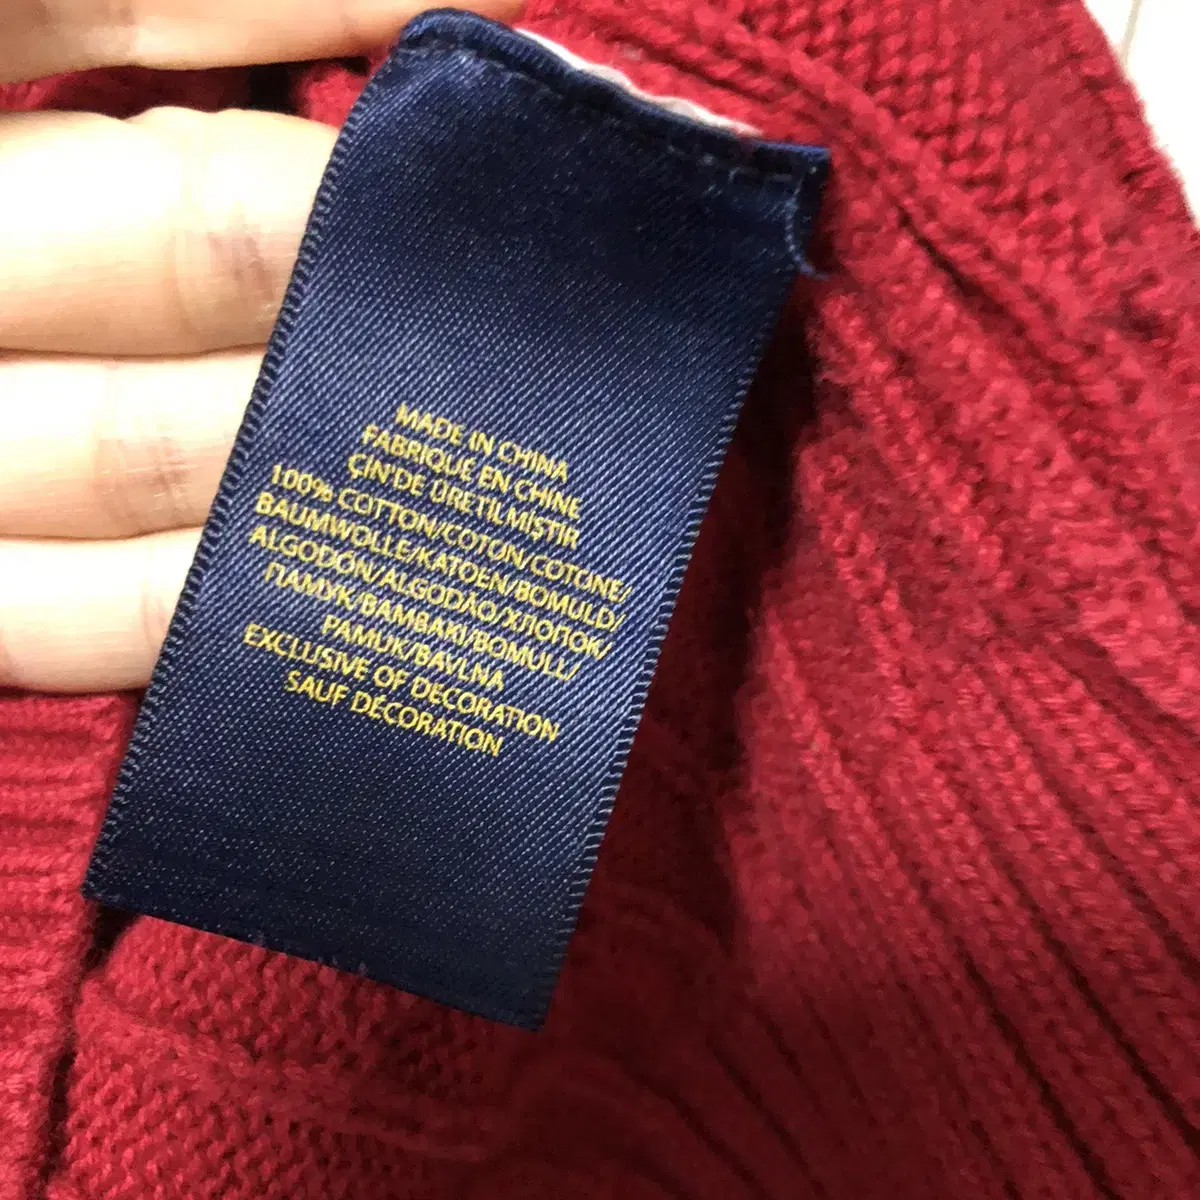 MADE IN CHINA
FABRIQUÉ EN CHINE
ÇİN'DE ÜRETİLMİŞTİR
100% COTTON/COTON/COTONE/
BAUMWOLLE/KATOEN/BOMULD/
ALGODÓN/ALGODÃO/ХЛОПОК/
ПАМУК/BAMBAKI/BOMULL/
PAMUK/BAVLNA
EXCLUSIVE OF DECORATION
SAUF DÉCORATION